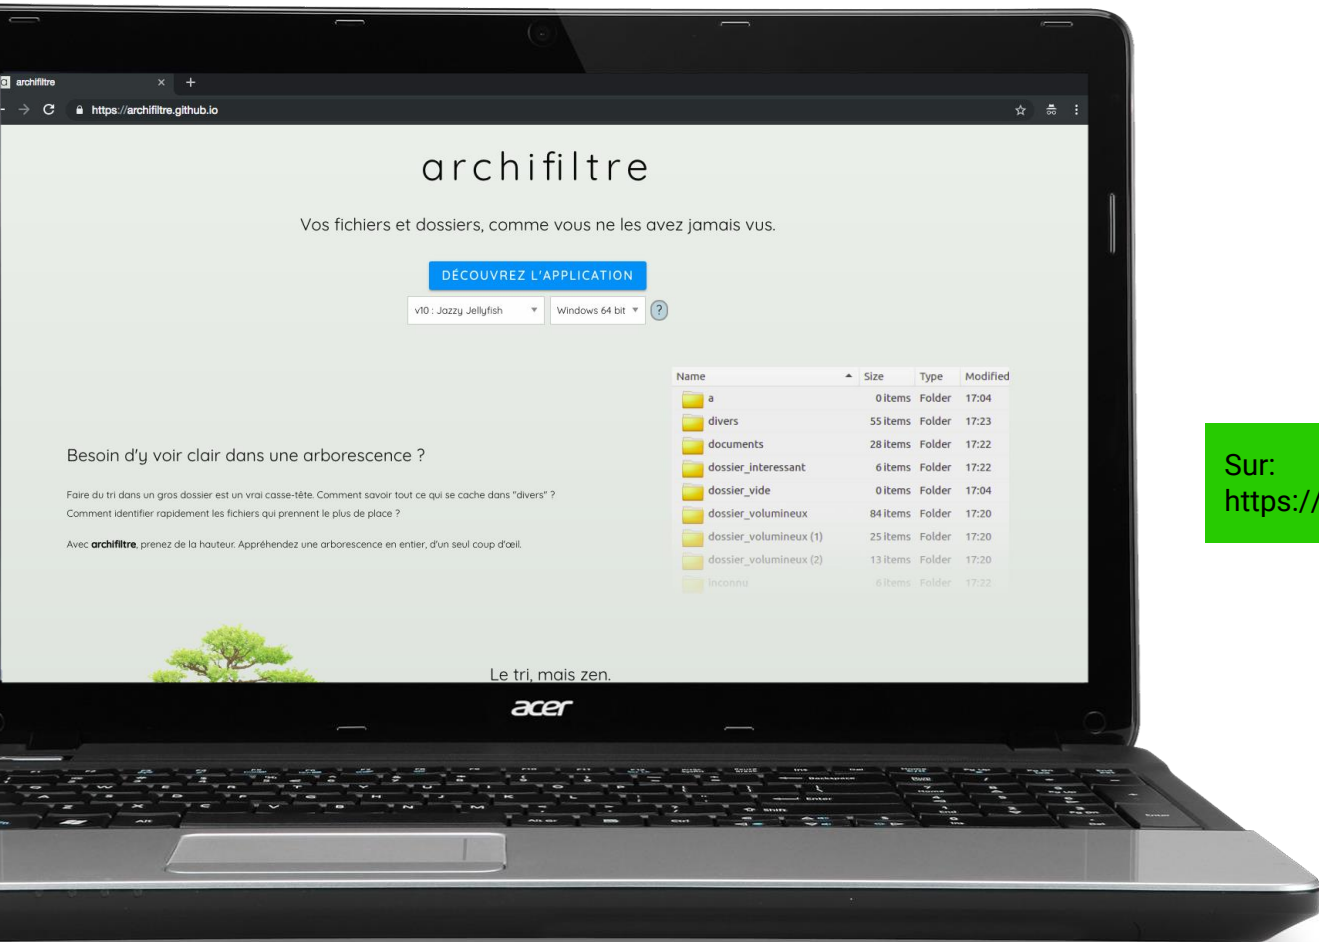 archifiltre
https://archifiltre.github.io
archifiltre
Vos fichiers et dossiers, comme vous ne les avez jamais vus.
DÉCOUVREZ L'APPLICATION
v10 : Jazzy Jellyfish
Windows 64 bit
?
Name Size Type Modified
a 0 items Folder 17:04
divers 55 items Folder 17:23
documents 28 items Folder 17:22
dossier_interessant 6 items Folder 17:22
dossier_vide 0 items Folder 17:04
dossier_volumineux 84 items Folder 17:20
dossier_volumineux (1) 25 items Folder 17:20
dossier_volumineux (2) 13 items Folder 17:20
inconnu 6 items Folder 17:22
Besoin d'y voir clair dans une arborescence ?
Faire du tri dans un gros dossier est un vrai casse-tête. Comment savoir tout ce qui se cache dans "divers" ?
Comment identifier rapidement les fichiers qui prennent le plus de place ?
Avec archifiltre, prenez de la hauteur. Appréhendez une arborescence en entier, d'un seul coup d'œil.
Le tri, mais zen.
acer
Sur:
https://